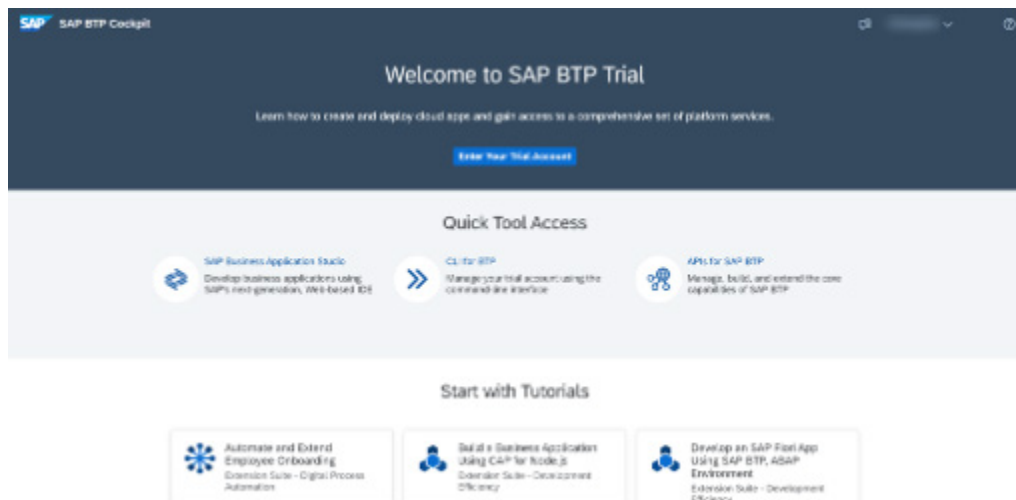 SAP SAP BTP Cockpit
Welcome to SAP BTP Trial
Learn how to create and deploy cloud apps and gain access to a comprehensive set of platform services.
Enter Your Trial Account
Quick Tool Access
SAP Business Application Studio
Develop business applications using
SAP's next-generation, Web-based IDE
CLI for BTP
Manage your trial account using the
command line interface
APIs for SAP BTP
Manage, build, and extend the core
capabilities of SAP BTP
Start with Tutorials
Automate and Extend
Employee Onboarding
Extension Suite - Digital Process
Automation
Build a Business Application
Using CAP for Node.js
Extension Suite - Development
Efficiency
Develop an SAP Fiori App
Using SAP BTP, ABAP
Environment
Extension Suite - Development
Efficiency